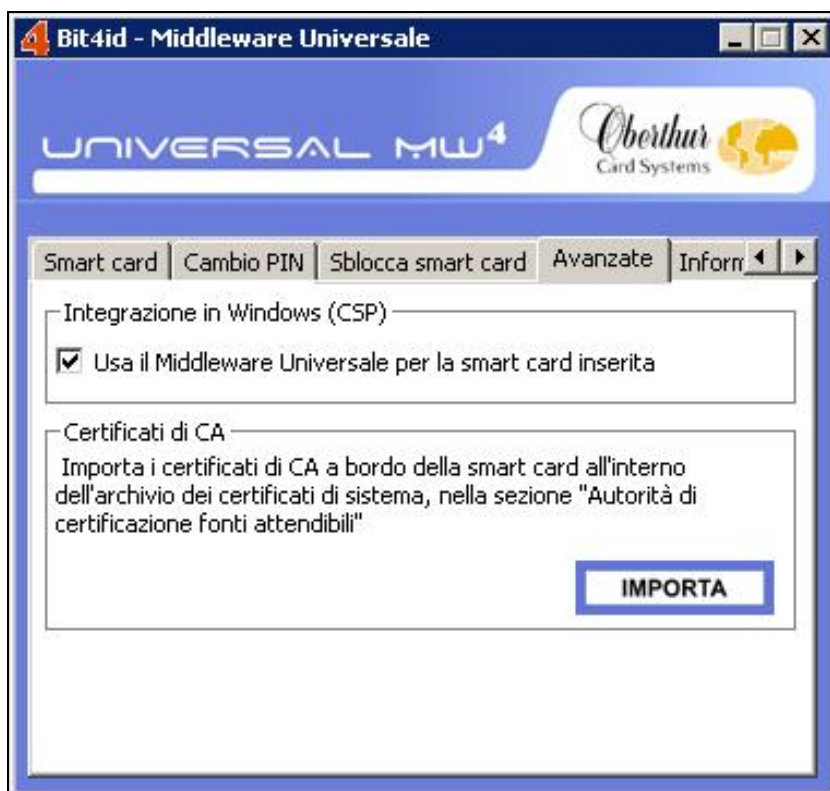 4 Bit4id - Middleware Universale
UNIVERSAL MW4
Oberthur
Card Systems
Smart card Cambio PIN Sblocca smart card Avanzate Inform
Integrazione in Windows (CSP)
Usa il Middleware Universale per la smart card inserita
Certificati di CA
Importa i certificati di CA a bordo della smart card all'interno
dell'archivio dei certificati di sistema, nella sezione "Autorità di
certificazione fonti attendibili"
IMPORTA